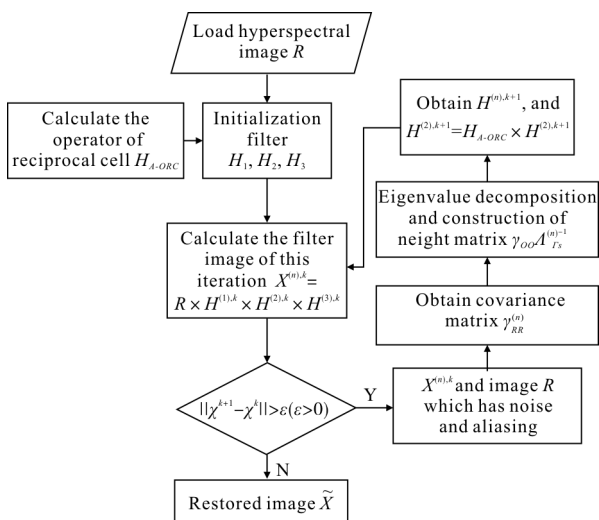 Load hyperspectral
image R
Calculate the
operator of
reciprocal cell H_{A-ORC}
Initialization
filter
H_1, H_2, H_3
Calculate the filter
image of this
iteration X^{(n),k}=
R×H^{(1),k}×H^{(2),k}×H^{(3),k}
||χ^{k+1}−χ^k||>ε(ε>0)
Y
N
Restored image X̃
X^{(n),k} and image R
which has noise
and aliasing
Obtain covariance
matrix γ_{RR}^{(n)}
Eigenvalue decomposition
and construction of
neight matrix γ_{OO}Λ_{Γs}^{(n)-1}
Obtain H^{(n),k+1}, and
H^{(2),k+1}=H_{A-ORC}×H^{(2),k+1}